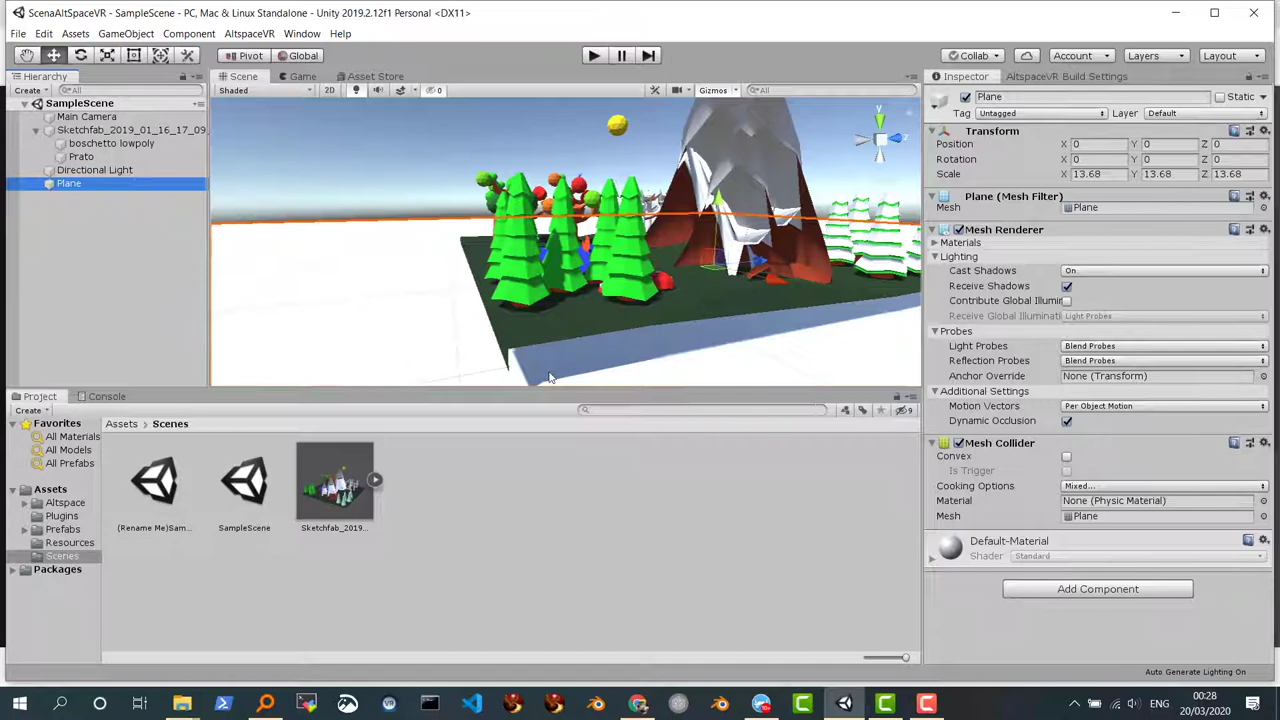 ScenaAltSpaceVR - SampleScene - PC, Mac & Linux Standalone - Unity 2019.2.12f1 Personal <DX11>
File Edit Assets GameObject Component AltspaceVR Window Help
Pivot Global Collab Account Layers Layout
Hierarchy Scene Game Asset Store Inspector AltspaceVR Build Settings
Create All Shaded 2D 0 Gizmos All Plane Static
SampleScene
Tag Untagged Layer Default
Main Camera
Sketchfab_2019_01_16_17_09_
Transform
boschetto lowpoly
Position X 0 Y 0 Z 0
Prato
Rotation X 0 Y 0 Z 0
Directional Light
Scale X 13.68 Y 13.68 Z 13.68
Plane
y
Plane (Mesh Filter)
Mesh Plane
Mesh Renderer
Materials
Lighting
Cast Shadows On
Receive Shadows
Contribute Global Illumin
Receive Global Illuminati Light Probes
Probes
Light Probes Blend Probes
Reflection Probes Blend Probes
Anchor Override None (Transform)
Additional Settings
Motion Vectors Per Object Motion
Dynamic Occlusion
Mesh Collider
Convex
Is Trigger
Cooking Options Mixed...
Material None (Physic Material)
Mesh Plane
Default-Material
Shader Standard
Add Component
Project Console
Create 9
Favorites
All Materials
All Models
All Prefabs
Assets
Altspace
Plugins
Prefabs
Resources
Scenes
Packages
Assets Scenes
(Rename Me)Sam... SampleScene Sketchfab_2019...
Auto Generate Lighting On
ENG 00:28
20/03/2020